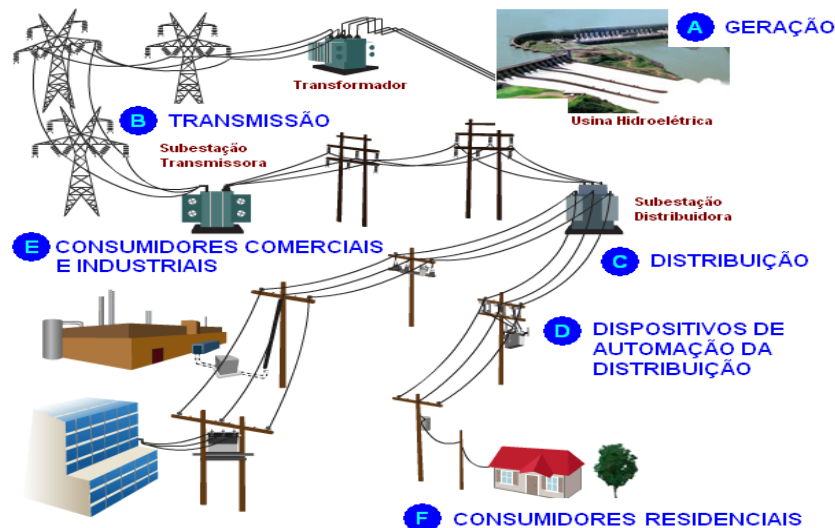 A GERAÇÃO
Transformador
Usina Hidroelétrica
B TRANSMISSÃO
Subestação
Transmissora
Subestação
Distribuidora
E CONSUMIDORES COMERCIAIS
E INDUSTRIAIS
C DISTRIBUIÇÃO
D DISPOSITIVOS DE
AUTOMAÇÃO DA
DISTRIBUIÇÃO
F CONSUMIDORES RESIDENCIAIS